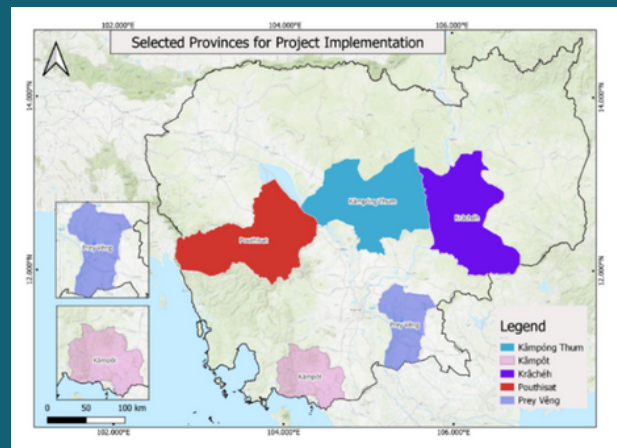 102.000°E
104.000°E
106.000°E
Selected Provinces for Project Implementation
14.000°N
14.000°N
Kâmpóng Thum
Krâchéh
Pouthisat
12.000°N
12.000°N
Prey Vêng
Prey Vêng
Kâmpôt
Kâmpôt
Legend
Kâmpóng Thum
Kâmpôt
Krâchéh
Pouthisat
Prey Vêng
0 50 100 km
102.000°E
104.000°E
106.000°E